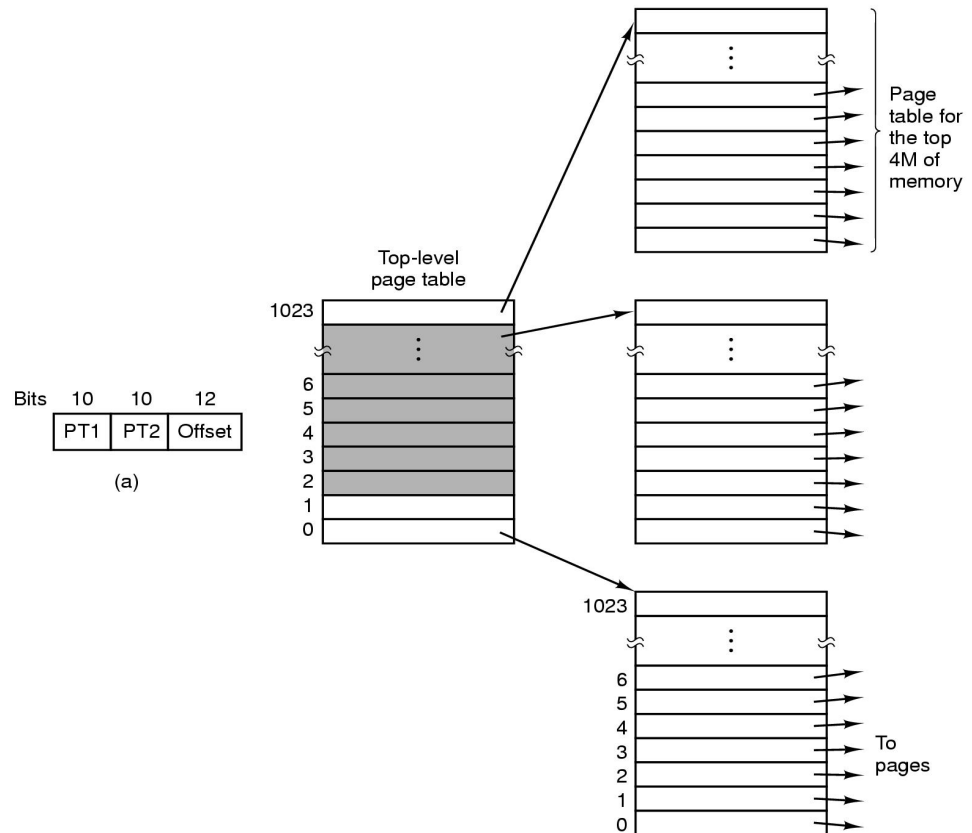 Page
table for
the top
4M of
memory
Top-level
page table
1023
6
5
4
3
2
1
0
Bits 10 10 12
PT1 PT2 Offset
(a)
1023
6
5
4
3
2
1
0
To
pages